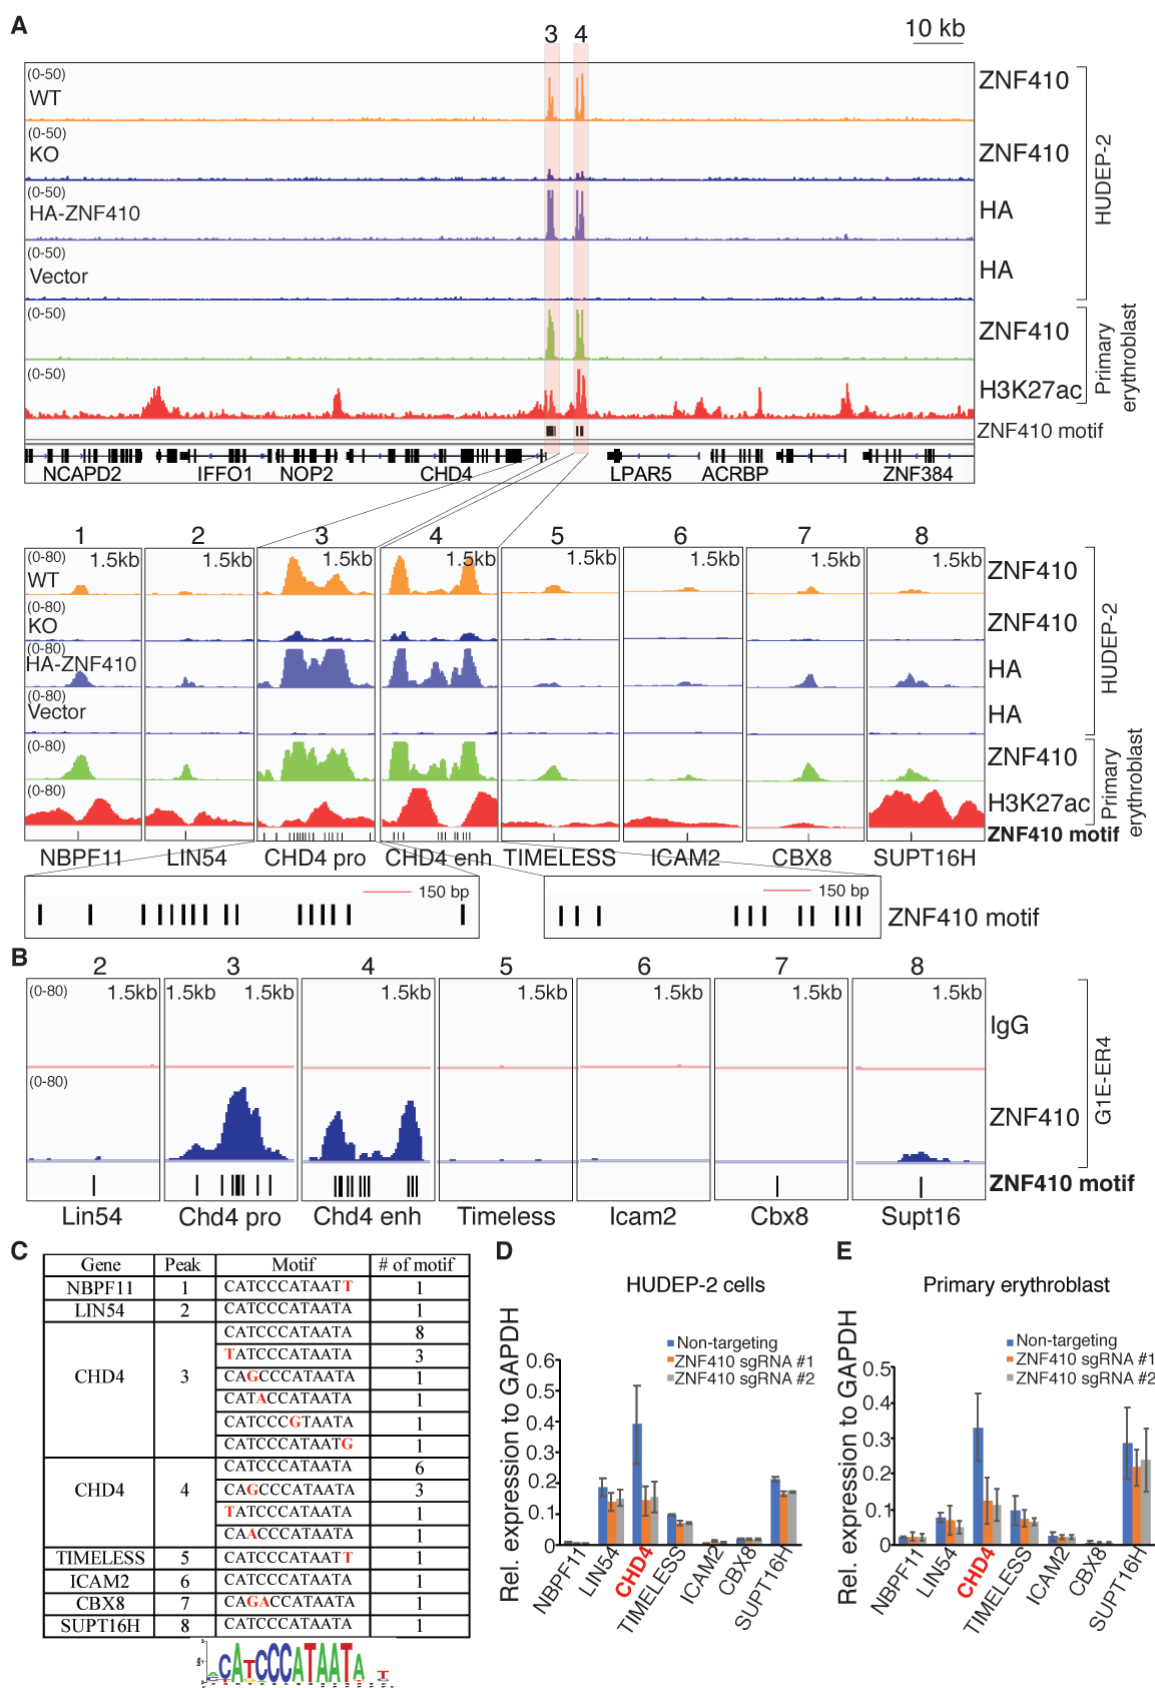 A
3 4
10 kb
(0-50)
WT
ZNF410
(0-50)
KO
ZNF410
(0-50)
HA-ZNF410
HA
(0-50)
Vector
HA
HUDEP-2
(0-50)
ZNF410
(0-50)
H3K27ac
Primary
erythroblast
ZNF410 motif
NCAPD2 IFFO1 NOP2 CHD4 LPAR5 ACRBP ZNF384
1 2 3 4 5 6 7 8
(0-80) 1.5kb 1.5kb 1.5kb 1.5kb 1.5kb 1.5kb 1.5kb 1.5kb
WT
ZNF410
(0-80)
KO
ZNF410
(0-80)
HA-ZNF410
HA
(0-80)
Vector
HA
HUDEP-2
(0-80)
ZNF410
(0-80)
H3K27ac
Primary
erythroblast
ZNF410 motif
NBPF11 LIN54 CHD4 pro CHD4 enh TIMELESS ICAM2 CBX8 SUPT16H
150 bp 150 bp
ZNF410 motif
B
2 3 4 5 6 7 8
(0-80) 1.5kb 1.5kb 1.5kb 1.5kb 1.5kb 1.5kb 1.5kb 1.5kb
IgG
(0-80)
ZNF410
G1E-ER4
ZNF410 motif
Lin54 Chd4 pro Chd4 enh Timeless Icam2 Cbx8 Supt16
C
Gene Peak Motif # of motif
NBPF11 1 CATCCCATAATT 1
LIN54 2 CATCCCATAATA 1
CHD4 3 CATCCCATAATA 8
TATCCCATAATA 3
CAGCCCATAATA 1
CATACCATAATA 1
CATCCCGTAATA 1
CATCCCATAATG 1
CHD4 4 CATCCCATAATA 6
CAGCCCATAATA 3
TATCCCATAATA 1
CAACCCATAATA 1
TIMELESS 5 CATCCCATAATT 1
ICAM2 6 CATCCCATAATA 1
CBX8 7 CAGACCATAATA 1
SUPT16H 8 CATCCCATAATA 1
CATCCCATAATA
D
HUDEP-2 cells
Non-targeting
ZNF410 sgRNA #1
ZNF410 sgRNA #2
Rel. expression to GAPDH
0.6
0.5
0.4
0.3
0.2
0.1
0
NBPF11 LIN54 CHD4 TIMELESS ICAM2 CBX8 SUPT16H
E
Primary erythroblast
Non-targeting
ZNF410 sgRNA #1
ZNF410 sgRNA #2
Rel. expression to GAPDH
0.5
0.4
0.3
0.2
0.1
0
NBPF11 LIN54 CHD4 TIMELESS ICAM2 CBX8 SUPT16H